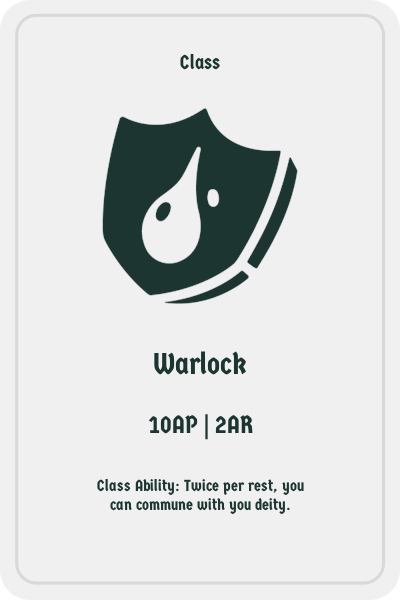 Class
Warlock
10AP | 2AR
Class Ability: Twice per rest, you
can commune with you deity.